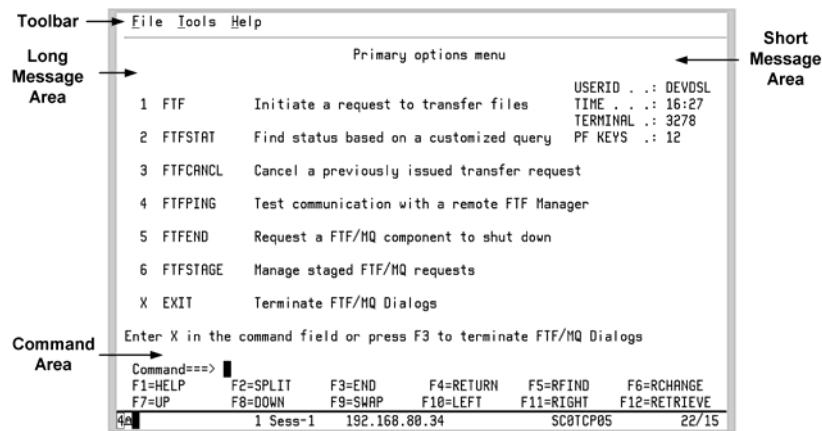 Toolbar
File Tools Help
Long Message Area
Primary options menu
Short Message Area
USERID . .: DEVDSL
TIME . . .: 16:27
TERMINAL .: 3278
PF KEYS .: 12
1 FTF Initiate a request to transfer files
2 FTFSTAT Find status based on a customized query
3 FTFCANCL Cancel a previously issued transfer request
4 FTFPING Test communication with a remote FTF Manager
5 FTFEND Request a FTF/MQ component to shut down
6 FTFSTAGE Manage staged FTF/MQ requests
X EXIT Terminate FTF/MQ Dialogs
Enter X in the command field or press F3 to terminate FTF/MQ Dialogs
Command Area
Command===>
F1=HELP F2=SPLIT F3=END F4=RETURN F5=RFIND F6=RCHANGE
F7=UP F8=DOWN F9=SWAP F10=LEFT F11=RIGHT F12=RETRIEVE
1 Sess-1 192.168.80.34 SC0TCP05 22/15